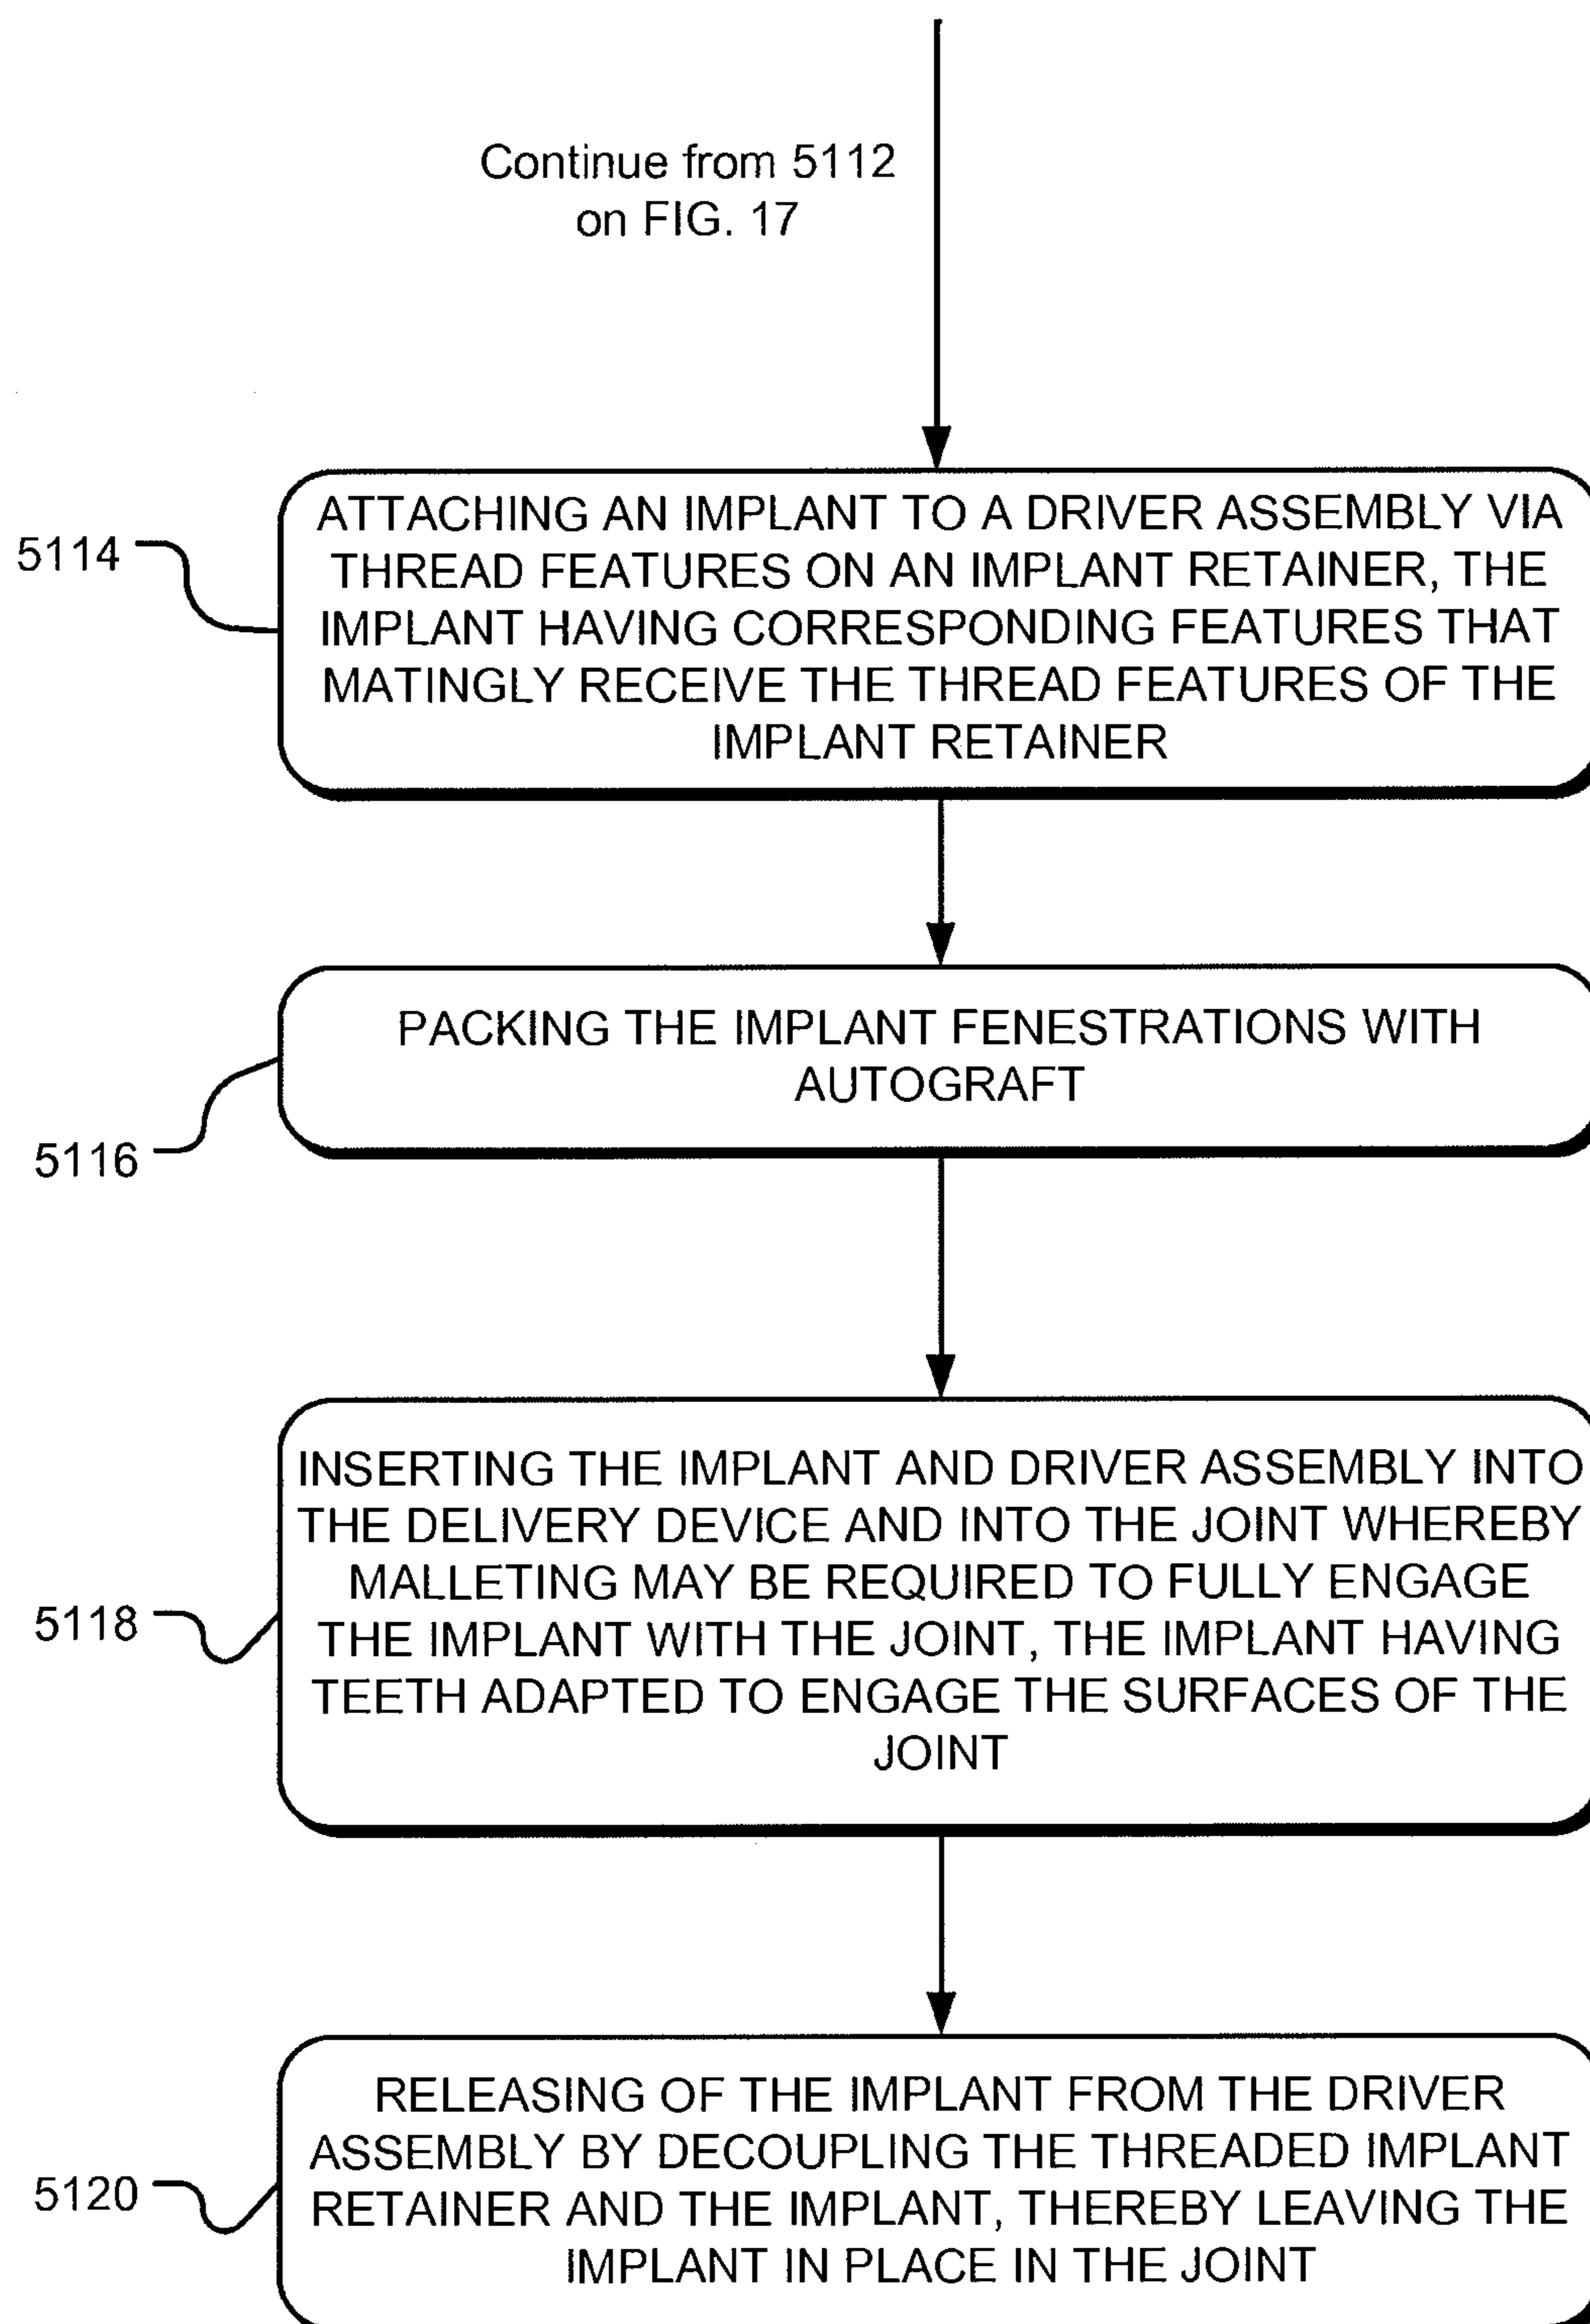 Continue from 5112
on FIG. 17
5114
ATTACHING AN IMPLANT TO A DRIVER ASSEMBLY VIA
THREAD FEATURES ON AN IMPLANT RETAINER, THE
IMPLANT HAVING CORRESPONDING FEATURES THAT
MATINGLY RECEIVE THE THREAD FEATURES OF THE
IMPLANT RETAINER
5116
PACKING THE IMPLANT FENESTRATIONS WITH
AUTOGRAFT
5118
INSERTING THE IMPLANT AND DRIVER ASSEMBLY INTO
THE DELIVERY DEVICE AND INTO THE JOINT WHEREBY
MALLETING MAY BE REQUIRED TO FULLY ENGAGE
THE IMPLANT WITH THE JOINT, THE IMPLANT HAVING
TEETH ADAPTED TO ENGAGE THE SURFACES OF THE
JOINT
5120
RELEASING OF THE IMPLANT FROM THE DRIVER
ASSEMBLY BY DECOUPLING THE THREADED IMPLANT
RETAINER AND THE IMPLANT, THEREBY LEAVING THE
IMPLANT IN PLACE IN THE JOINT